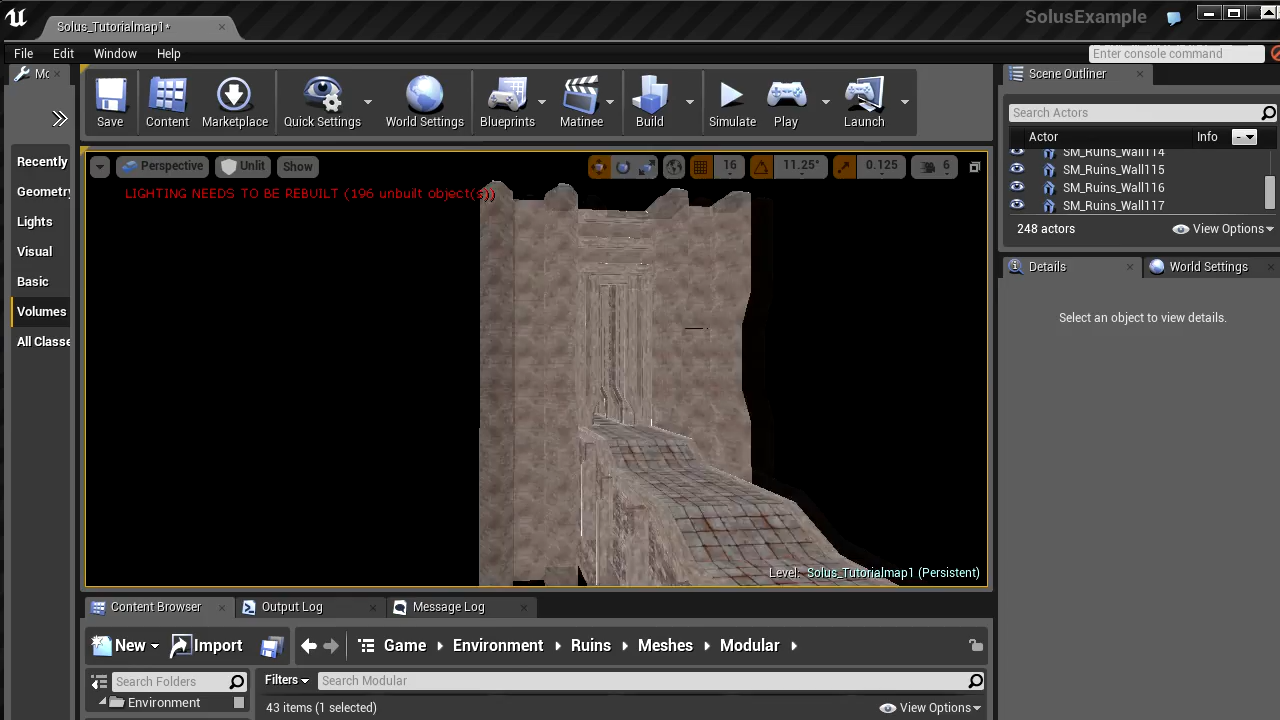 Solus_Tutorialmap1*
SolusExample
File Edit Window Help
Enter console command
Recently
Geometry
Lights
Visual
Basic
Volumes
All Classe
Save Content Marketplace Quick Settings World Settings Blueprints Matinee Build Simulate Play Launch
Perspective Unlit Show 16 11.25° 0.125 6
LIGHTING NEEDS TO BE REBUILT (196 unbuilt object(s))
Level: Solus_Tutorialmap1 (Persistent)
Scene Outliner
Search Actors
Actor Info
SM_Ruins_Wall114
SM_Ruins_Wall115
SM_Ruins_Wall116
SM_Ruins_Wall117
248 actors View Options
Details World Settings
Select an object to view details.
Content Browser Output Log Message Log
New Import Game Environment Ruins Meshes Modular
Search Folders Filters Search Modular
Environment
43 items (1 selected) View Options